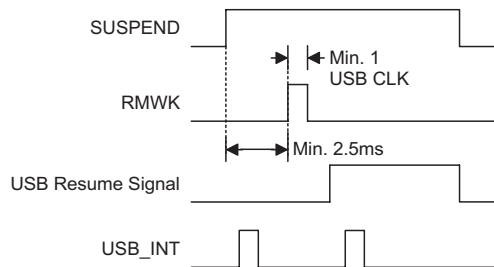 SUSPEND
Min. 1
USB CLK
RMWK
Min. 2.5ms
USB Resume Signal
USB_INT